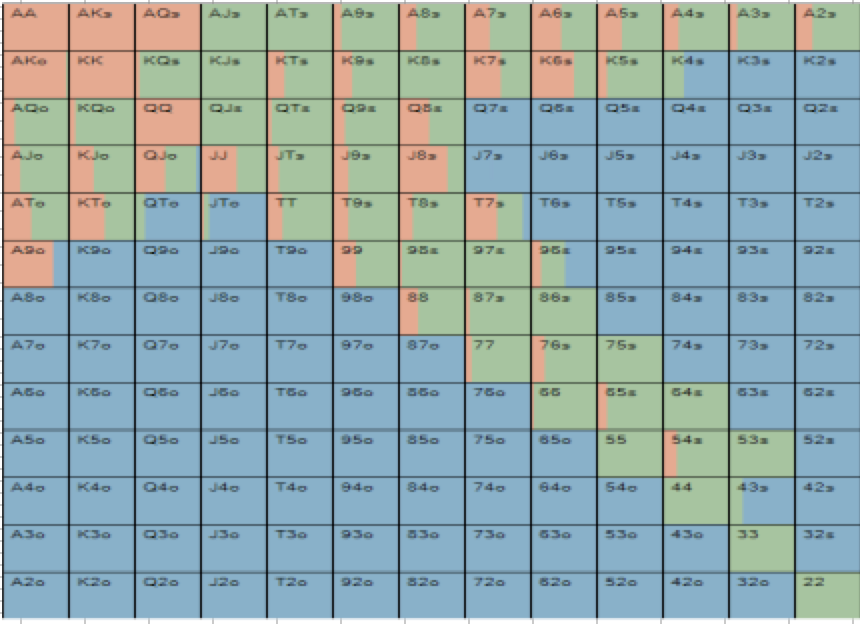 AA AKs AQs AJs ATs A9s A8s A7s A6s A5s A4s A3s A2s
AKo KK KQs KJs KTs K9s K8s K7s K6s K5s K4s K3s K2s
AQo KQo QQ QJs QTs Q9s Q8s Q7s Q6s Q5s Q4s Q3s Q2s
AJo KJo QJo JJ JTs J9s J8s J7s J6s J5s J4s J3s J2s
ATo KTo QTo JTo TT T9s T8s T7s T6s T5s T4s T3s T2s
A9o K9o Q9o J9o T9o 99 98s 97s 96s 95s 94s 93s 92s
A8o K8o Q8o J8o T8o 98o 88 87s 86s 85s 84s 83s 82s
A7o K7o Q7o J7o T7o 97o 87o 77 76s 75s 74s 73s 72s
A6o K6o Q6o J6o T6o 96o 86o 76o 66 65s 64s 63s 62s
A5o K5o Q5o J5o T5o 95o 85o 75o 65o 55 54s 53s 52s
A4o K4o Q4o J4o T4o 94o 84o 74o 64o 54o 44 43s 42s
A3o K3o Q3o J3o T3o 93o 83o 73o 63o 53o 43o 33 32s
A2o K2o Q2o J2o T2o 92o 82o 72o 62o 52o 42o 32o 22